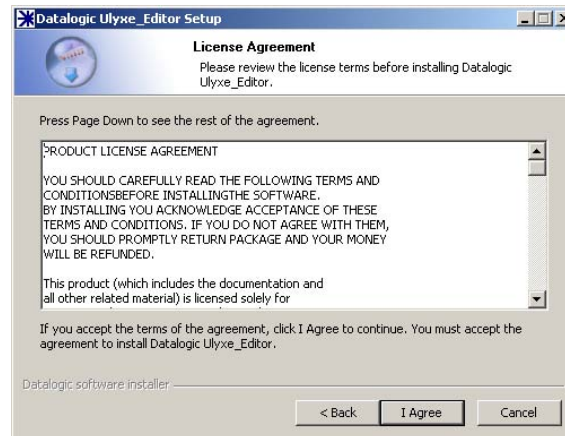 Datalogic Ulyxe_Editor Setup
License Agreement
Please review the license terms before installing Datalogic
Ulyxe_Editor.
Press Page Down to see the rest of the agreement.
PRODUCT LICENSE AGREEMENT
YOU SHOULD CAREFULLY READ THE FOLLOWING TERMS AND
CONDITIONSBEFORE INSTALLINGTHE SOFTWARE.
BY INSTALLING YOU ACKNOWLEDGE ACCEPTANCE OF THESE
TERMS AND CONDITIONS. IF YOU DO NOT AGREE WITH THEM,
YOU SHOULD PROMPTLY RETURN PACKAGE AND YOUR MONEY
WILL BE REFUNDED.
This product (which includes the documentation and
all other related material) is licensed solely for
If you accept the terms of the agreement, click I Agree to continue. You must accept the
agreement to install Datalogic Ulyxe_Editor.
Datalogic software installer
< Back
I Agree
Cancel